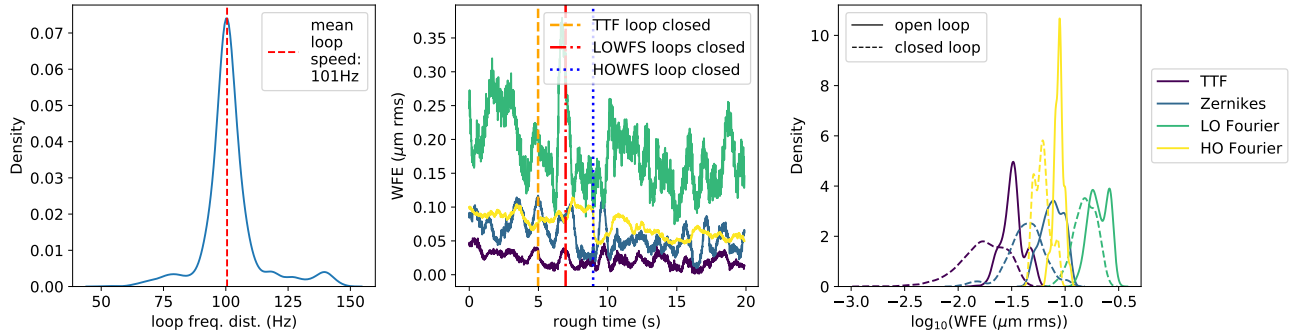 0.07
0.06
0.05
0.04
0.03
0.02
0.01
0.00
Density
50
75
100
125
150
loop freq. dist. (Hz)
mean
loop
speed:
101Hz
0.35
0.30
0.25
0.20
0.15
0.10
0.05
0.00
WFE (μm rms)
0
5
10
15
20
rough time (s)
TTF loop closed
LOWFS loops closed
HOWFS loop closed
10
8
6
4
2
0
Density
−3.0
−2.5
−2.0
−1.5
−1.0
−0.5
log₁₀(WFE (μm rms))
open loop
closed loop
TTF
Zernikes
LO Fourier
HO Fourier